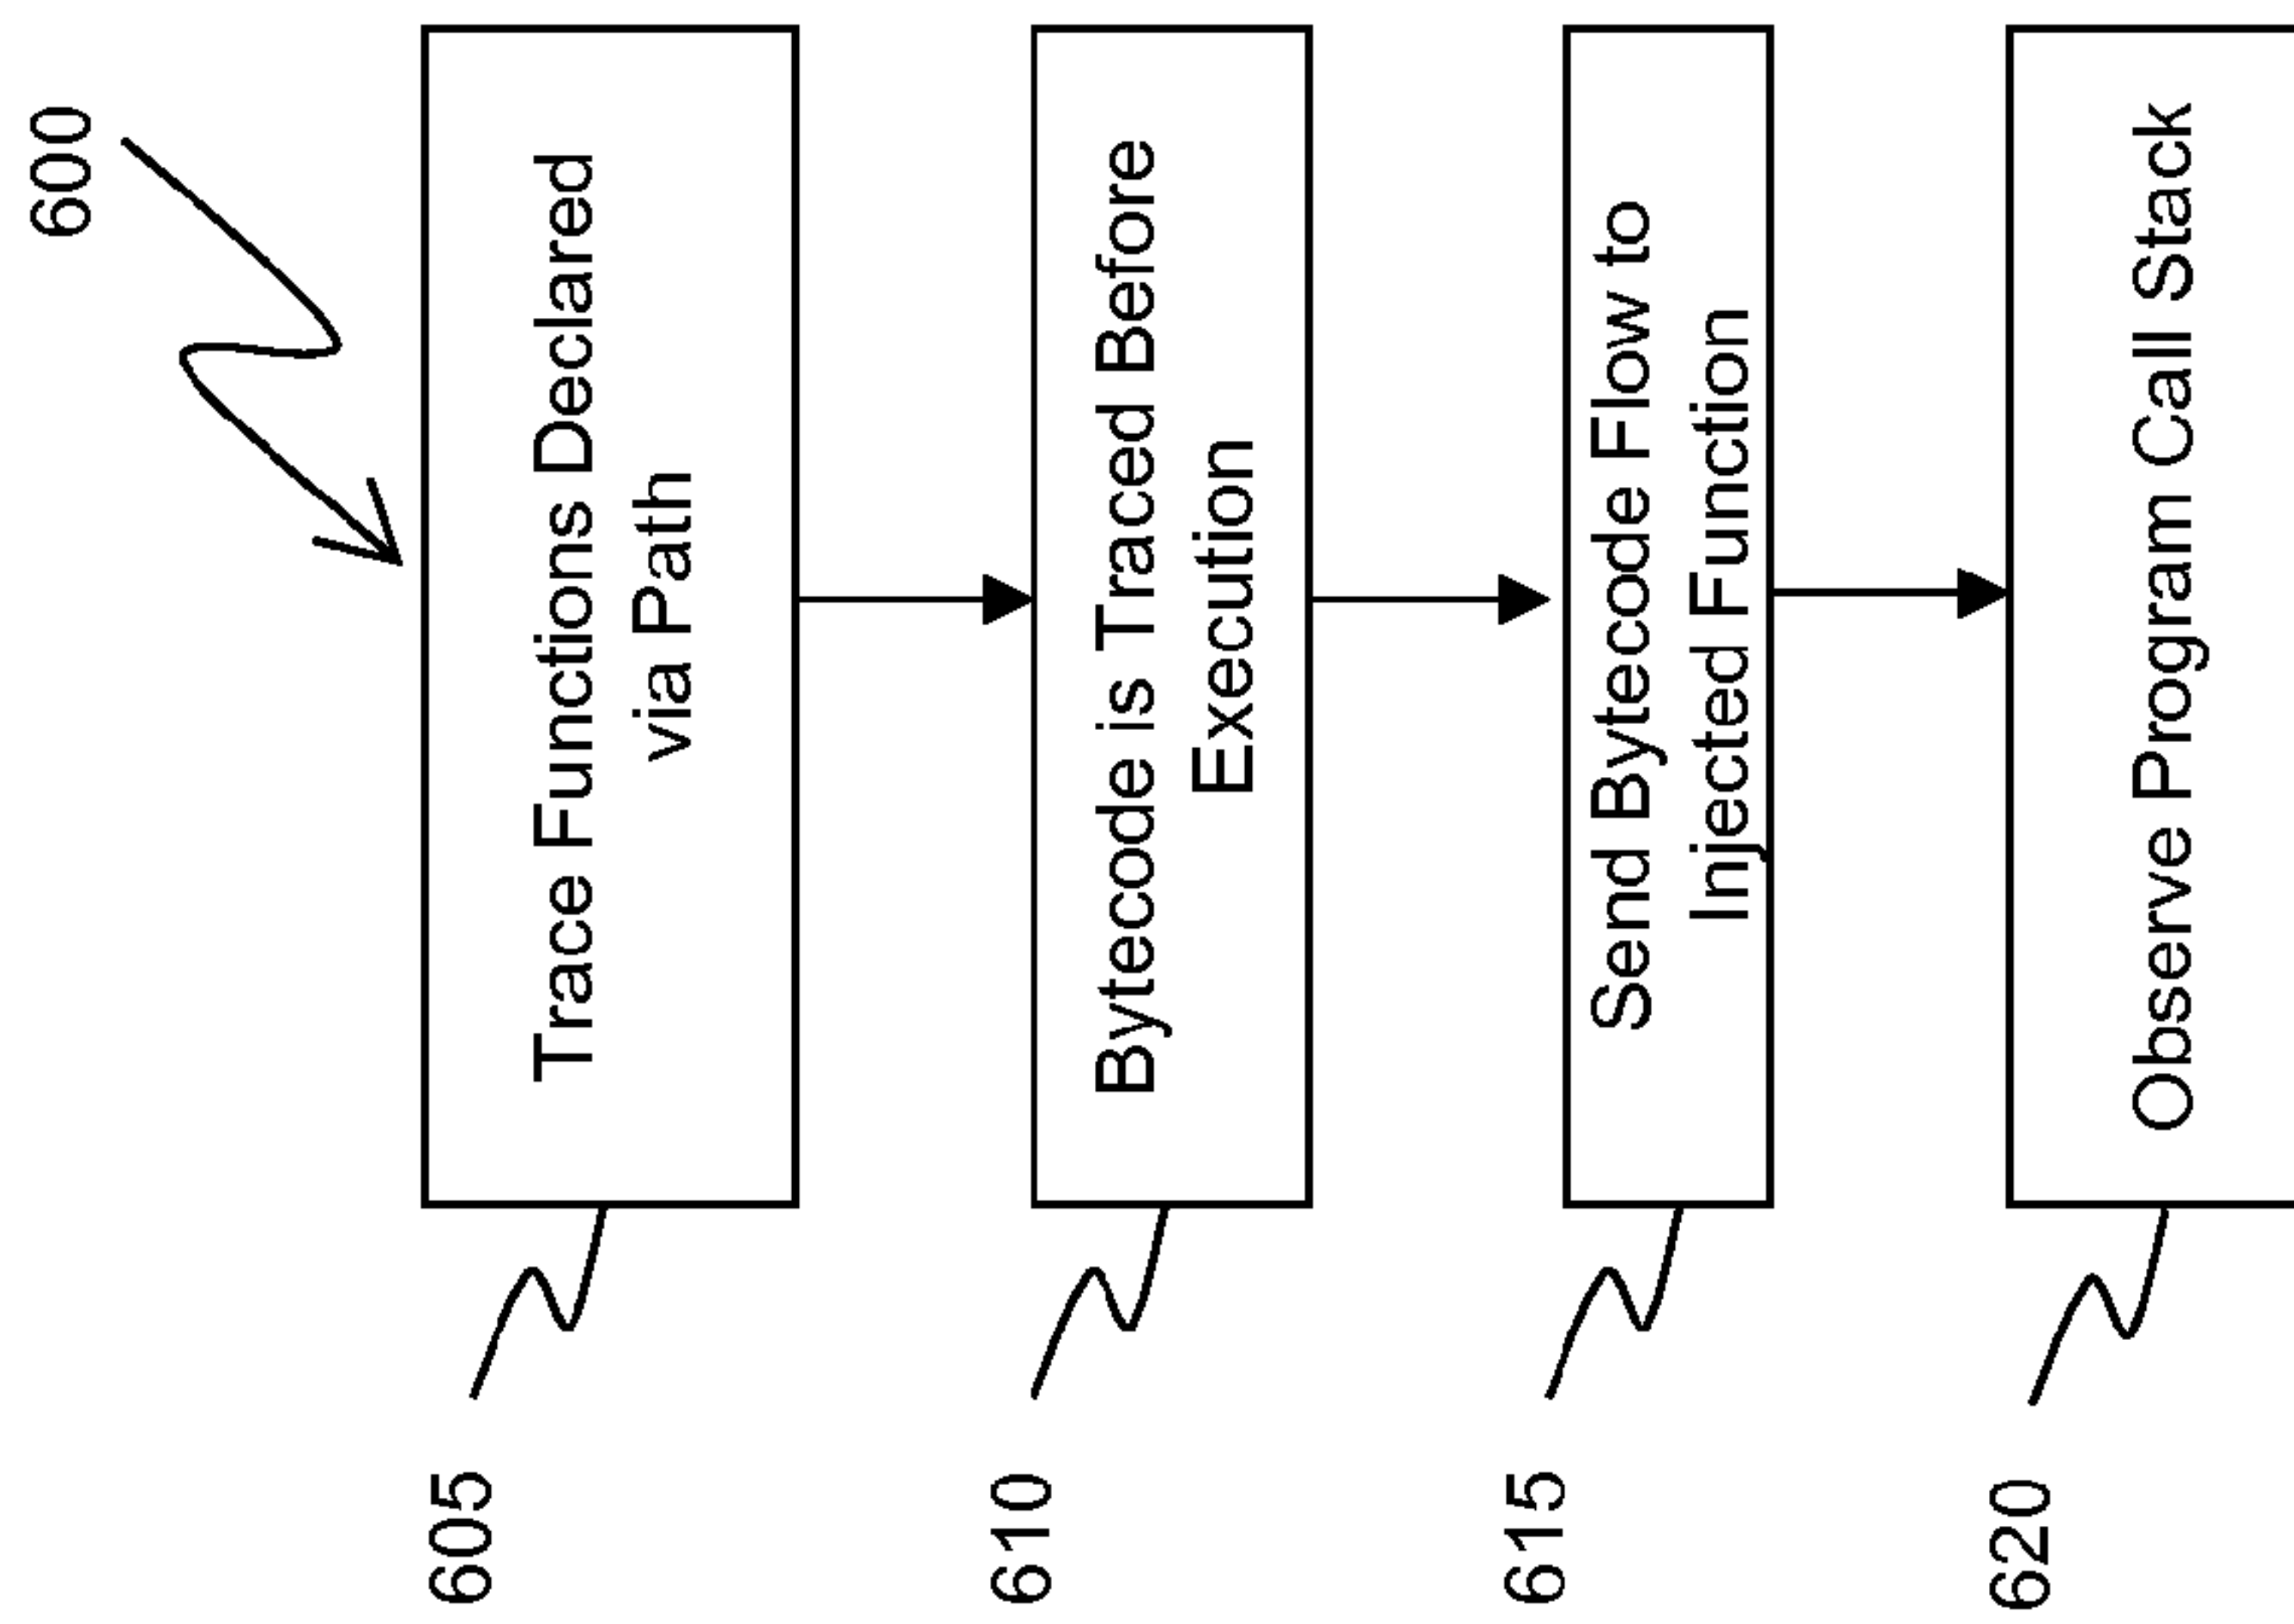 600
605
Trace Functions Declared
via Path
610
Bytecode is Traced Before
Execution
615
Send Bytecode Flow to
Injected Function
620
Observe Program Call Stack